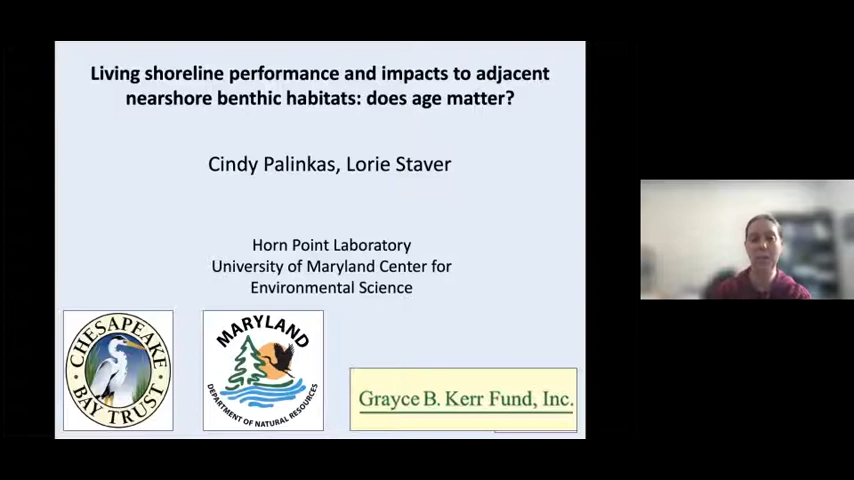 Living shoreline performance and impacts to adjacent
nearshore benthic habitats: does age matter?
Cindy Palinkas, Lorie Staver
Horn Point Laboratory
University of Maryland Center for
Environmental Science
CHESAPEAKE
BAY TRUST
MARYLAND
DEPARTMENT OF NATURAL RESOURCES
Grayce B. Kerr Fund, Inc.